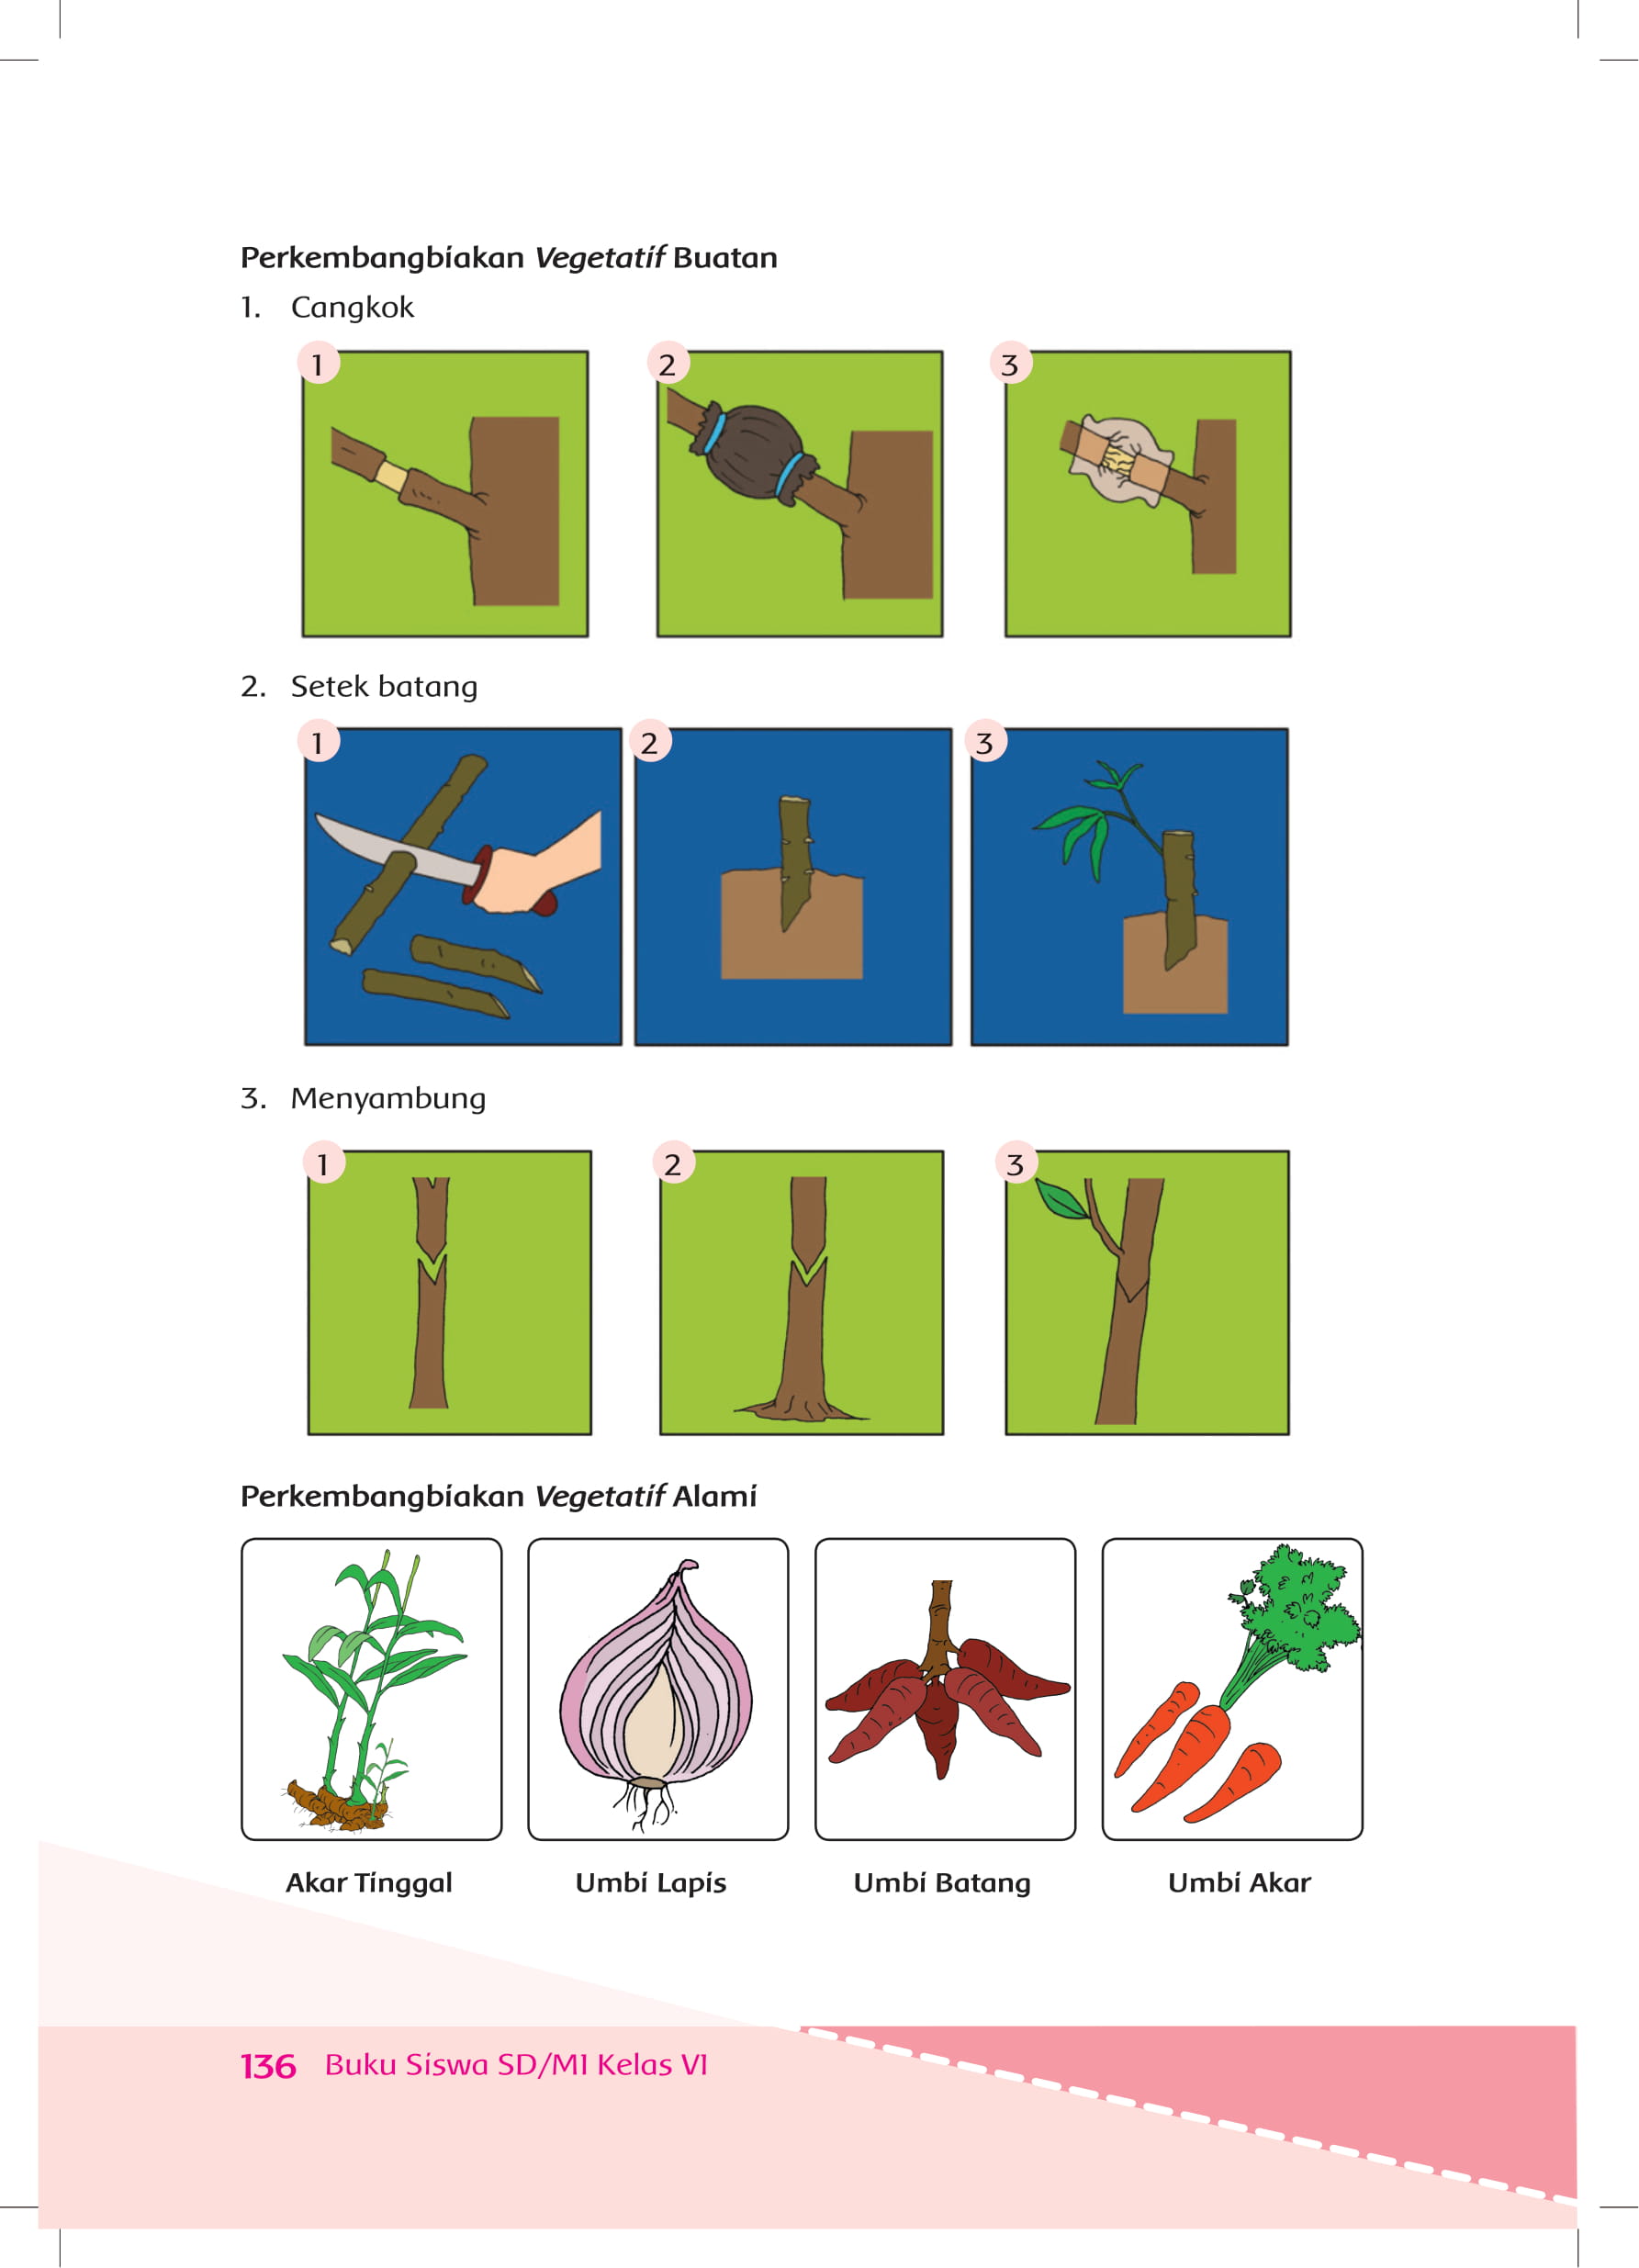 Perkembangbiakan Vegetatif Buatan
1. Cangkok
1 2 3
2. Setek batang
1 2 3
3. Menyambung
1 2 3
Perkembangbiakan Vegetatif Alami
Akar Tinggal Umbi Lapis Umbi Batang Umbi Akar
136 Buku Siswa SD/MI Kelas VI